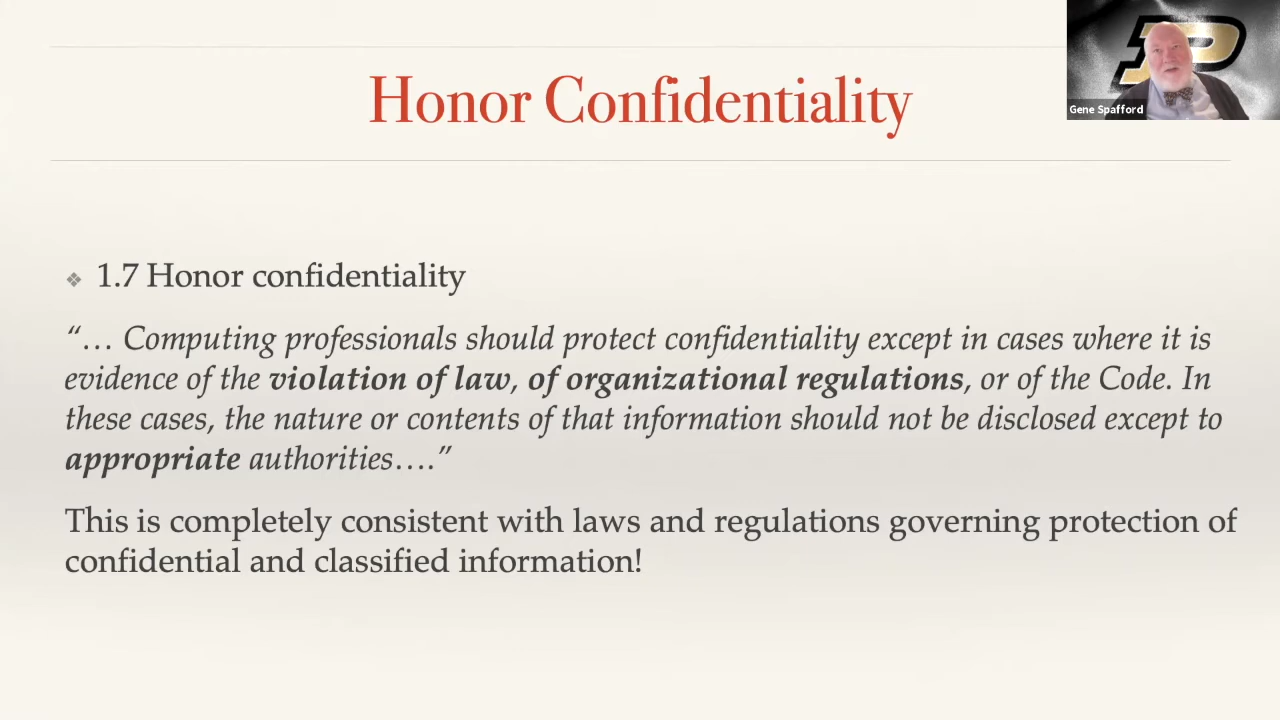 Honor Confidentiality
Gene Spafford
❖ 1.7 Honor confidentiality
“… Computing professionals should protect confidentiality except in cases where it is
evidence of the violation of law, of organizational regulations, or of the Code. In
these cases, the nature or contents of that information should not be disclosed except to
appropriate authorities….”
This is completely consistent with laws and regulations governing protection of
confidential and classified information!